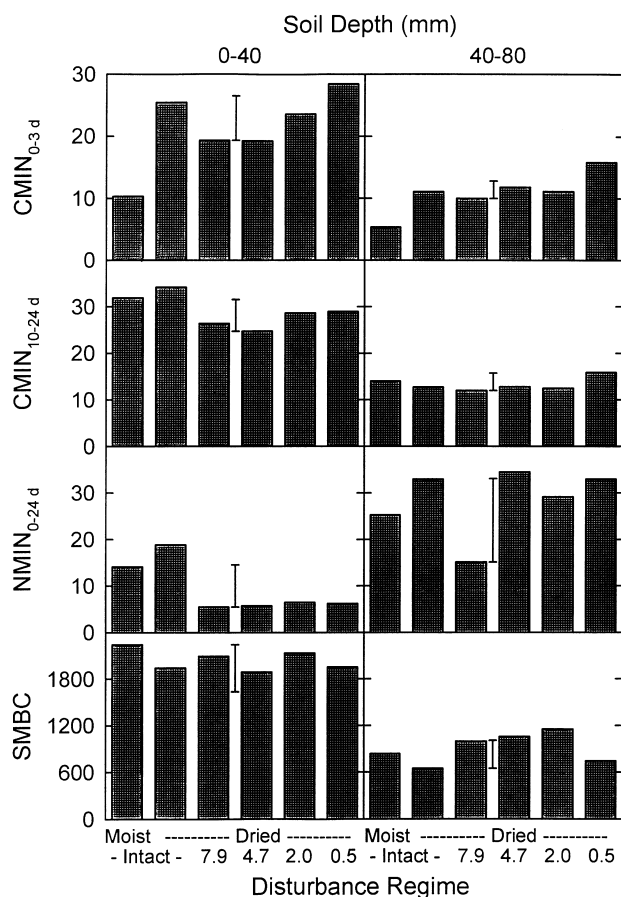 Soil Depth (mm)
0-40 40-80
CMIN0-3 d
30
20
10
0
CMIN10-24 d
30
20
10
0
NMIN0-24 d
30
20
10
0
SMBC
1800
1200
600
0
Moist ---------- Dried ---------- Moist ---------- Dried ----------
- Intact - 7.9 4.7 2.0 0.5 - Intact - 7.9 4.7 2.0 0.5
Disturbance Regime